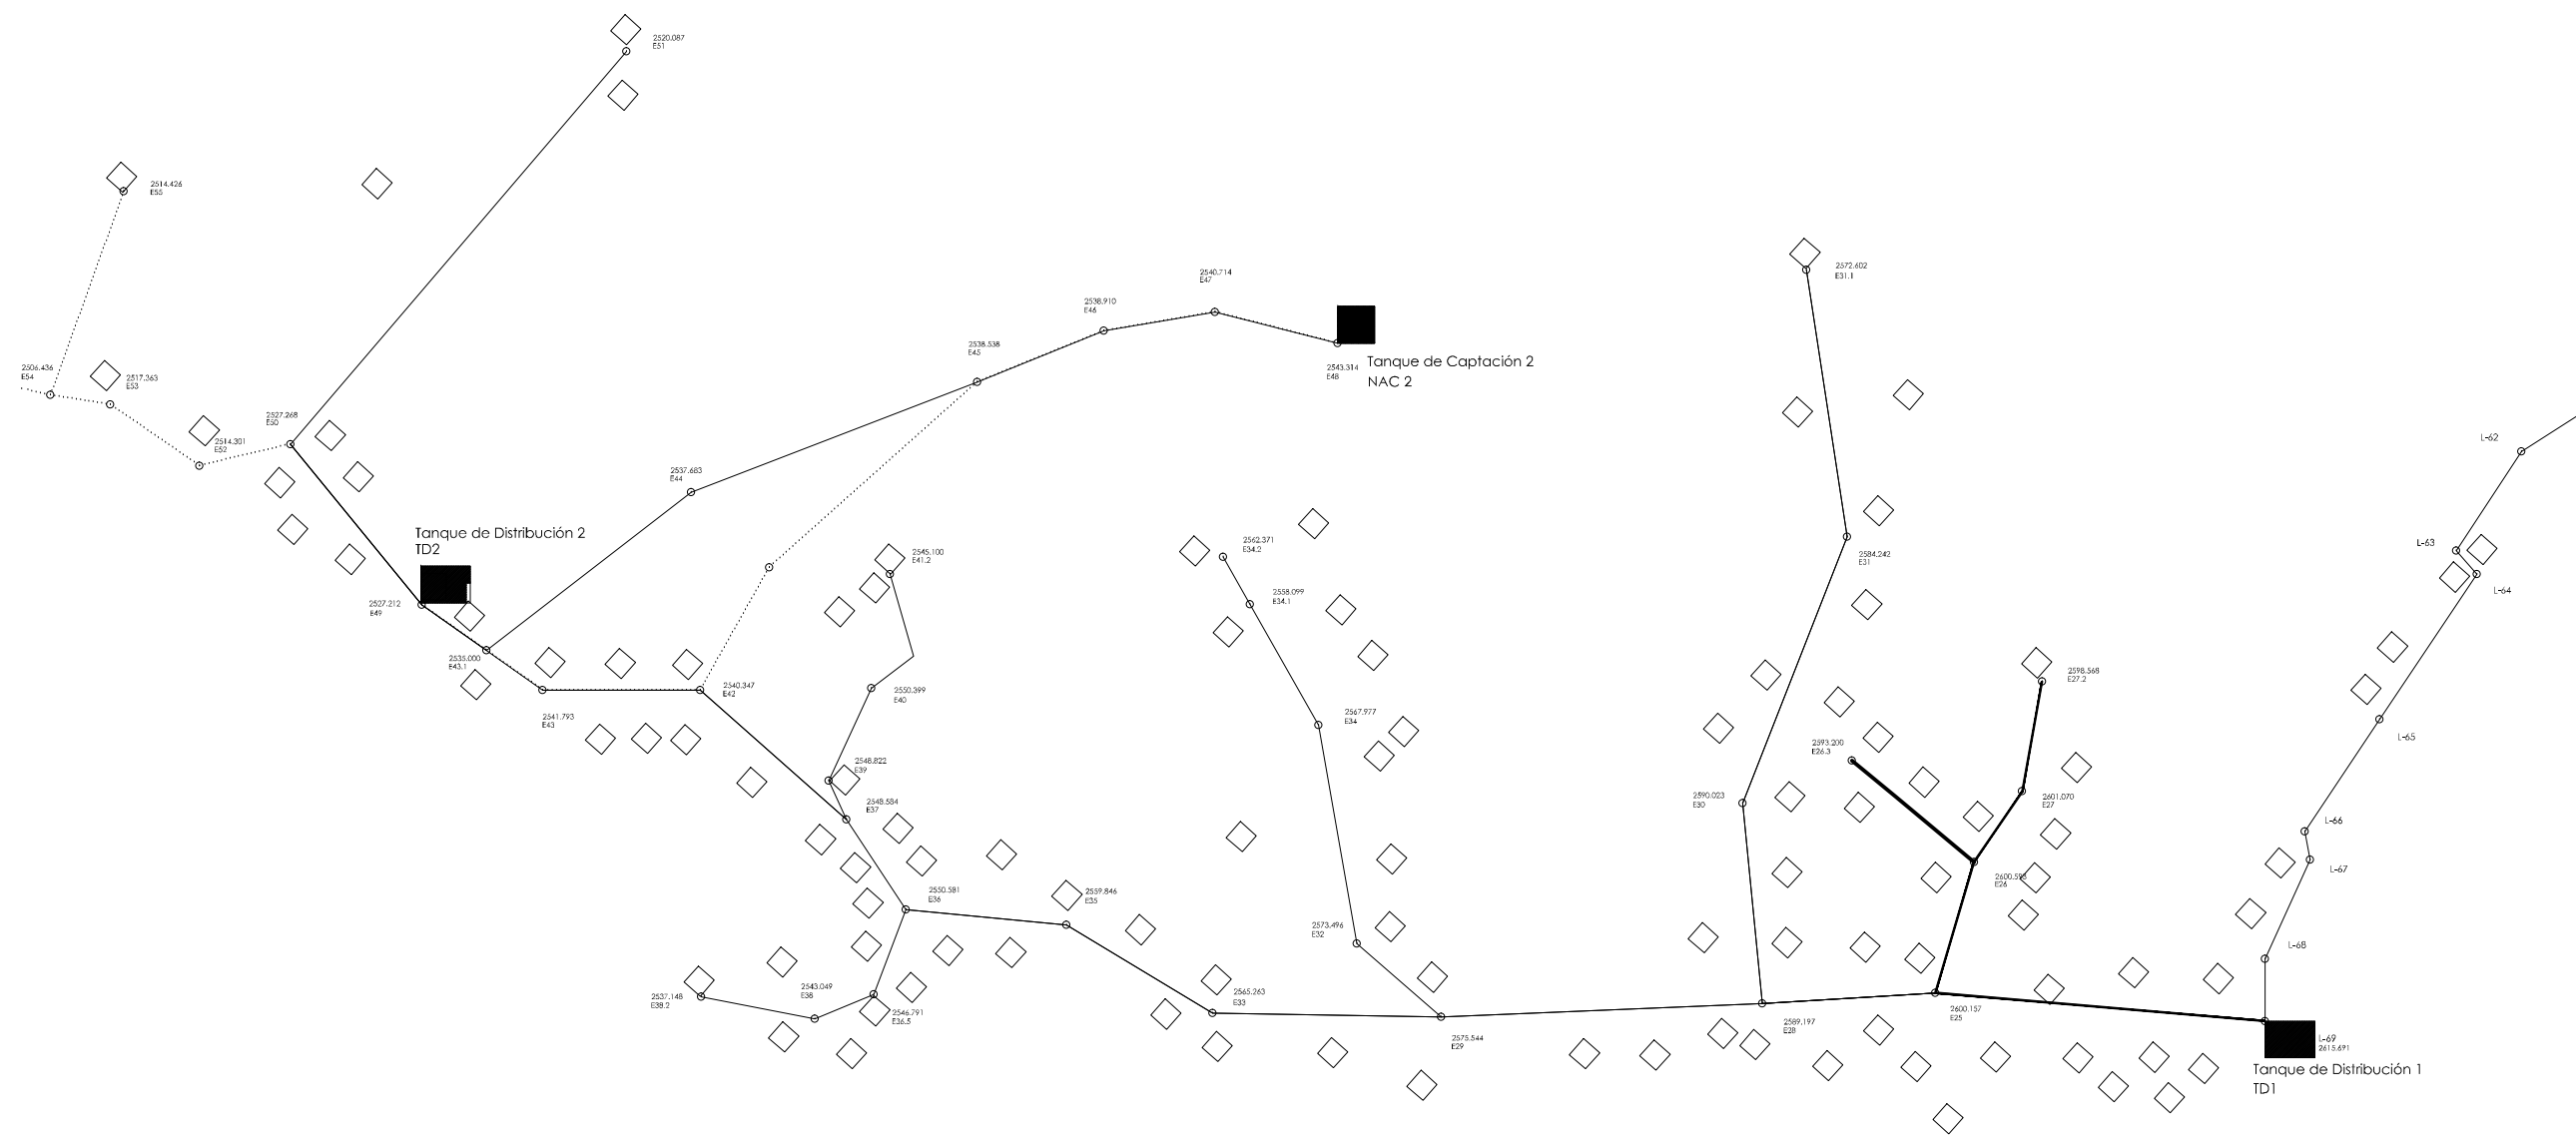 2520.087
E51
2514.426
E55
2572.602
E31.1
2540.714
E47
2538.910
E46
2538.538
E45
Tanque de Captación 2
NAC 2
2543.314
E48
2506.436
E54
2517.363
E53
2527.268
E50
2514.301
E52
L-62
2537.683
E44
Tanque de Distribución 2
TD2
2545.100
E41.2
2562.371
E34.2
L-63
2584.242
E31
L-64
2527.212
E49
2558.099
E34.1
2535.000
E43.1
2598.568
E27.2
2540.347
E42
2550.399
E40
2541.793
E43
2567.977
E34
2593.200
E26.3
L-65
2548.822
E39
2548.584
E37
2590.023
E30
2601.070
E27
L-66
L-67
2600.593
E26
2550.581
E36
2559.846
E35
2573.496
E32
L-68
2537.148
E38.2
2543.049
E38
2546.791
E36.5
2565.263
E33
2575.544
E29
2589.197
E28
2600.157
E25
L-69
2615.691
Tanque de Distribución 1
TD1